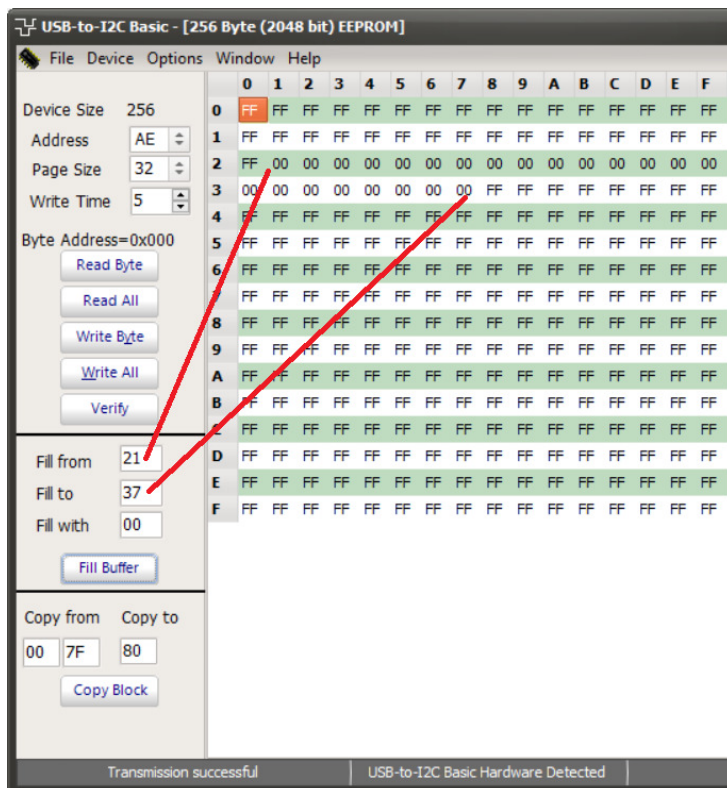 USB-to-I2C Basic - [256 Byte (2048 bit) EEPROM]
File Device Options Window Help
Device Size 256
Address AE
Page Size 32
Write Time 5
Byte Address=0x000
Read Byte
Read All
Write Byte
Write All
Verify
Fill from 21
Fill to 37
Fill with 00
Fill Buffer
Copy from Copy to
00 7F 80
Copy Block
0 1 2 3 4 5 6 7 8 9 A B C D E F
0 FF FF FF FF FF FF FF FF FF FF FF FF FF FF FF FF
1 FF FF FF FF FF FF FF FF FF FF FF FF FF FF FF FF
2 FF 00 00 00 00 00 00 00 00 00 00 00 00 00 00 00
3 00 00 00 00 00 00 00 00 FF FF FF FF FF FF FF FF
4 FF FF FF FF FF FF FF FF FF FF FF FF FF FF FF FF
5 FF FF FF FF FF FF FF FF FF FF FF FF FF FF FF FF
6 FF FF FF FF FF FF FF FF FF FF FF FF FF FF FF FF
7 FF FF FF FF FF FF FF FF FF FF FF FF FF FF FF FF
8 FF FF FF FF FF FF FF FF FF FF FF FF FF FF FF FF
9 FF FF FF FF FF FF FF FF FF FF FF FF FF FF FF FF
A FF FF FF FF FF FF FF FF FF FF FF FF FF FF FF FF
B FF FF FF FF FF FF FF FF FF FF FF FF FF FF FF FF
C FF FF FF FF FF FF FF FF FF FF FF FF FF FF FF FF
D FF FF FF FF FF FF FF FF FF FF FF FF FF FF FF FF
E FF FF FF FF FF FF FF FF FF FF FF FF FF FF FF FF
F FF FF FF FF FF FF FF FF FF FF FF FF FF FF FF FF
Transmission successful
USB-to-I2C Basic Hardware Detected